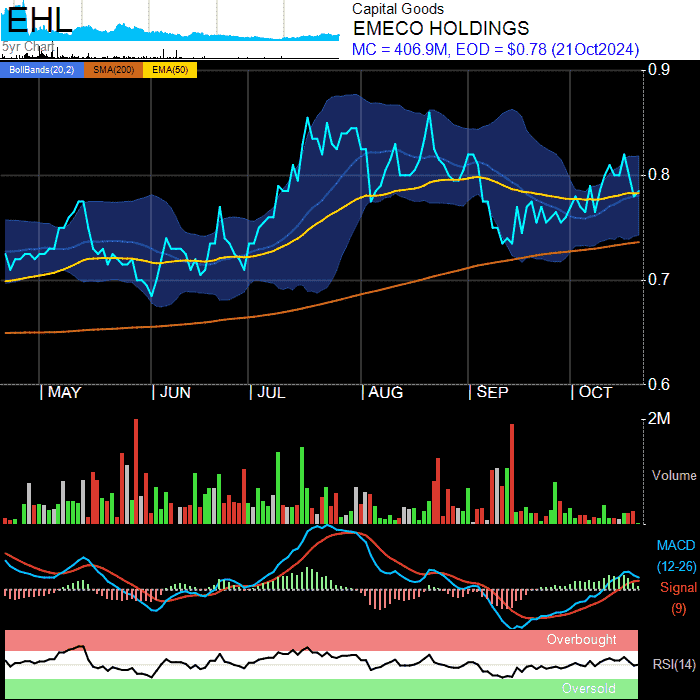 EHL
5yr Chart
Capital Goods
EMECO HOLDINGS
MC = 406.9M, EOD = $0.78 (21Oct2024)
BollBands(20,2) SMA(200) EMA(50)
0.9
0.8
0.7
0.6
MAY JUN JUL AUG SEP OCT
2M
Volume
MACD
(12-26)
Signal
(9)
Overbought
RSI(14)
Oversold